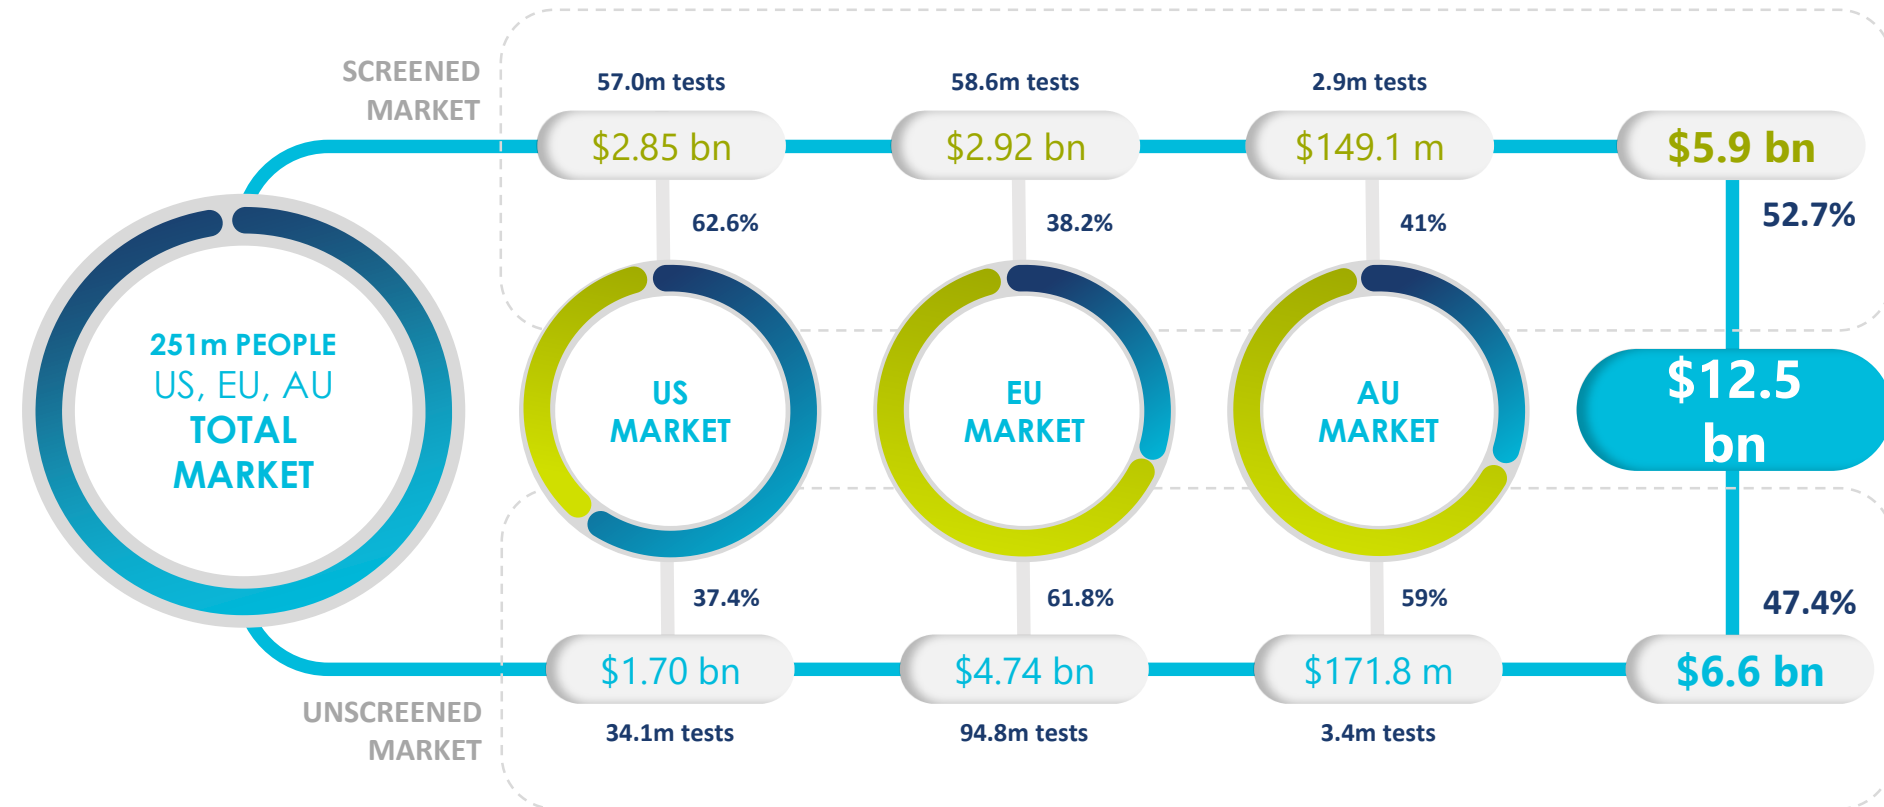 SCREENED
MARKET
57.0m tests
58.6m tests
2.9m tests
$2.85 bn
$2.92 bn
$149.1 m
$5.9 bn
62.6%
38.2%
41%
52.7%
251m PEOPLE
US, EU, AU
TOTAL
MARKET
US
MARKET
EU
MARKET
AU
MARKET
$12.5
bn
37.4%
61.8%
59%
47.4%
$1.70 bn
$4.74 bn
$171.8 m
$6.6 bn
UNSCREENED
MARKET
34.1m tests
94.8m tests
3.4m tests